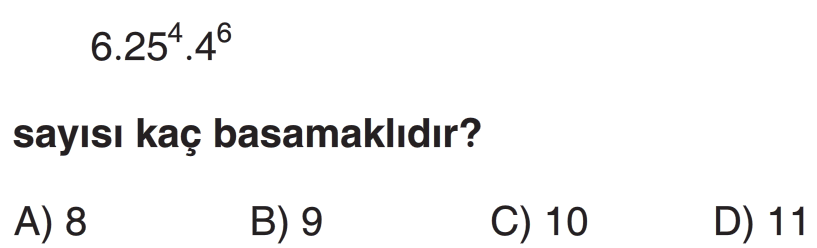 6.25⁴.4⁶
sayısı kaç basamaklıdır?
A) 8 B) 9 C) 10 D) 11